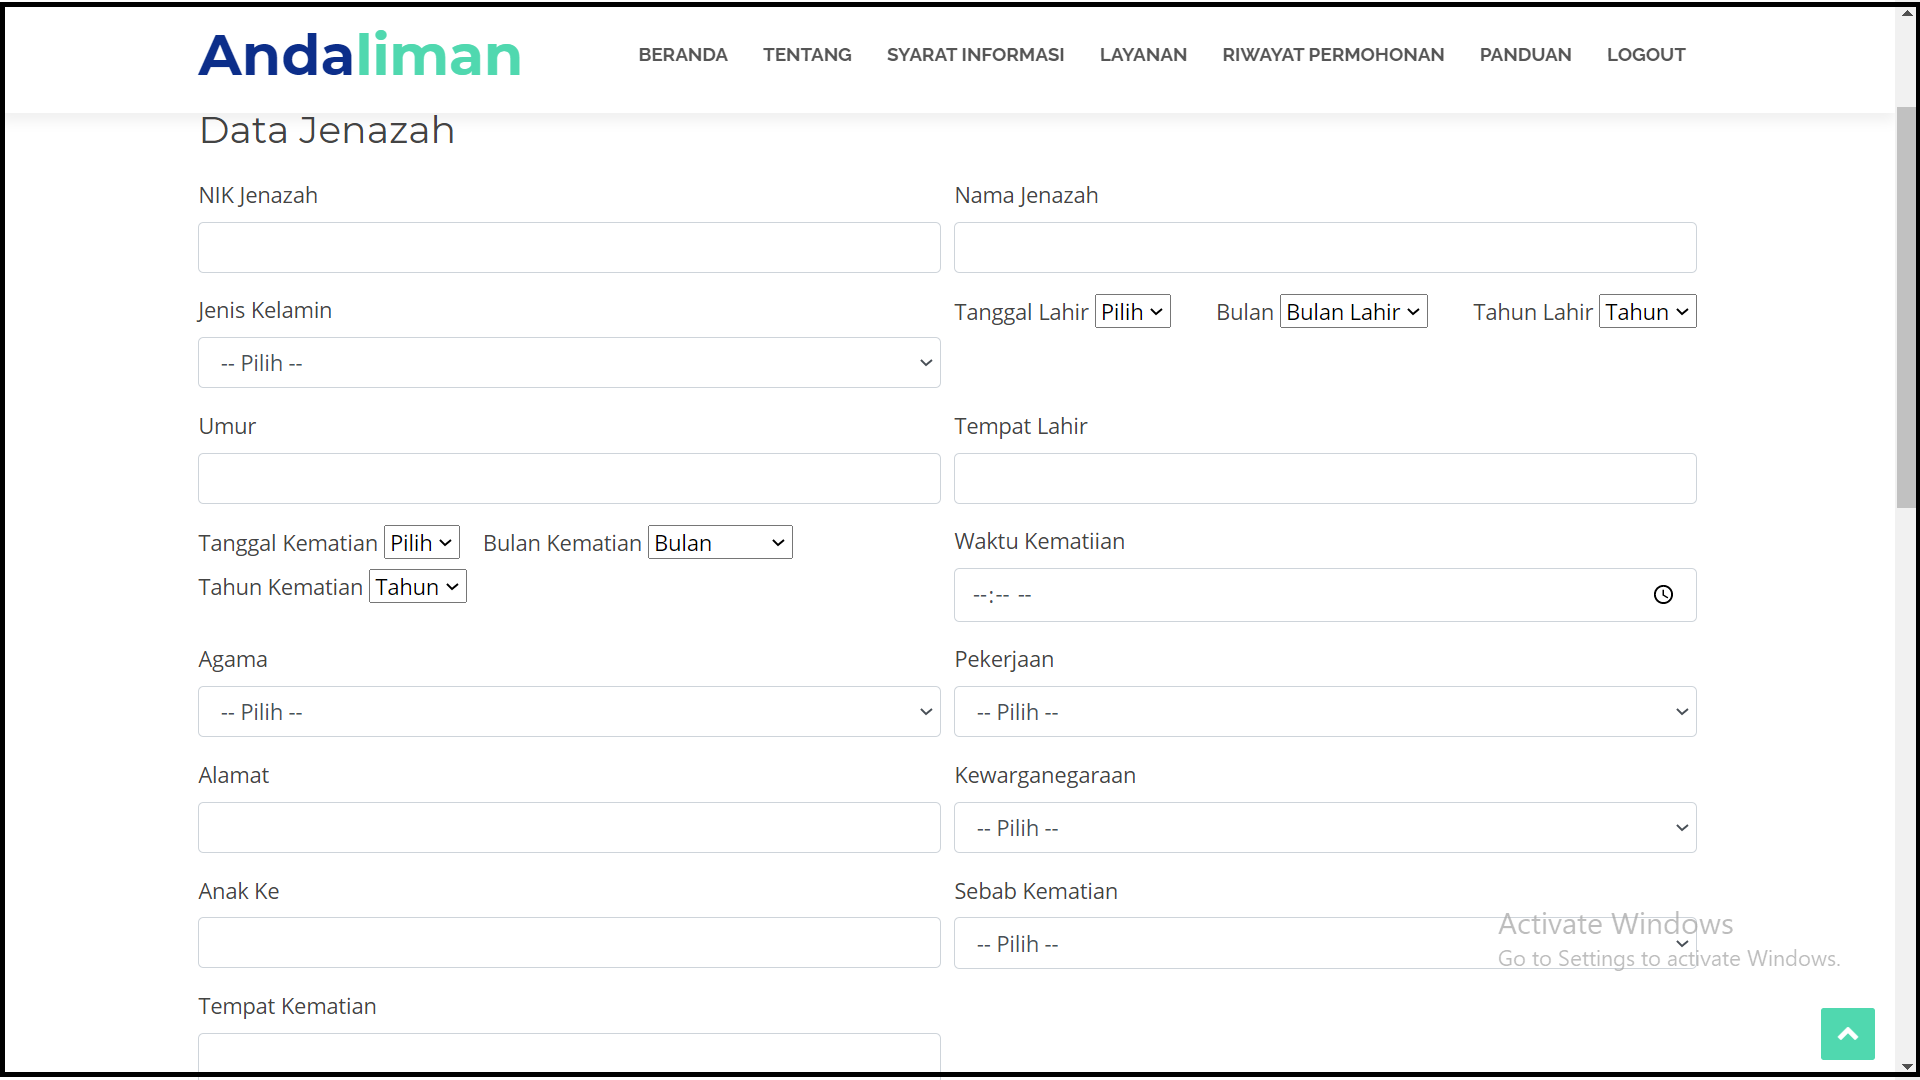 Andaliman
BERANDA TENTANG SYARAT INFORMASI LAYANAN RIWAYAT PERMOHONAN PANDUAN LOGOUT
Data Jenazah
NIK Jenazah
Nama Jenazah
Jenis Kelamin
-- Pilih --
Tanggal Lahir Pilih Bulan Bulan Lahir Tahun Lahir Tahun
Umur
Tempat Lahir
Tanggal Kematian Pilih Bulan Kematian Bulan
Tahun Kematian Tahun
Waktu Kematiian
--:-- --
Agama
-- Pilih --
Pekerjaan
-- Pilih --
Alamat
Kewarganegaraan
-- Pilih --
Anak Ke
Sebab Kematian
-- Pilih --
Tempat Kematian
Activate Windows
Go to Settings to activate Windows.